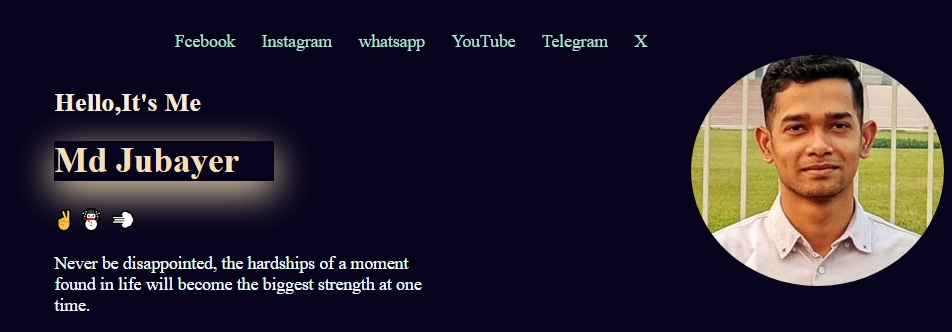 Fcebook Instagram whatsapp YouTube Telegram X
Hello,It's Me
Md Jubayer
✌️ ☃️ 💨
Never be disappointed, the hardships of a moment
found in life will become the biggest strength at one
time.